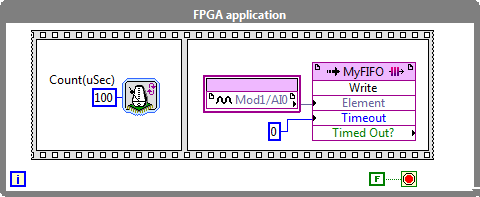 FPGA application
Count(uSec)
100
Mod1/AI0
MyFIFO
Write
Element
0
Timeout
Timed Out?
i
F